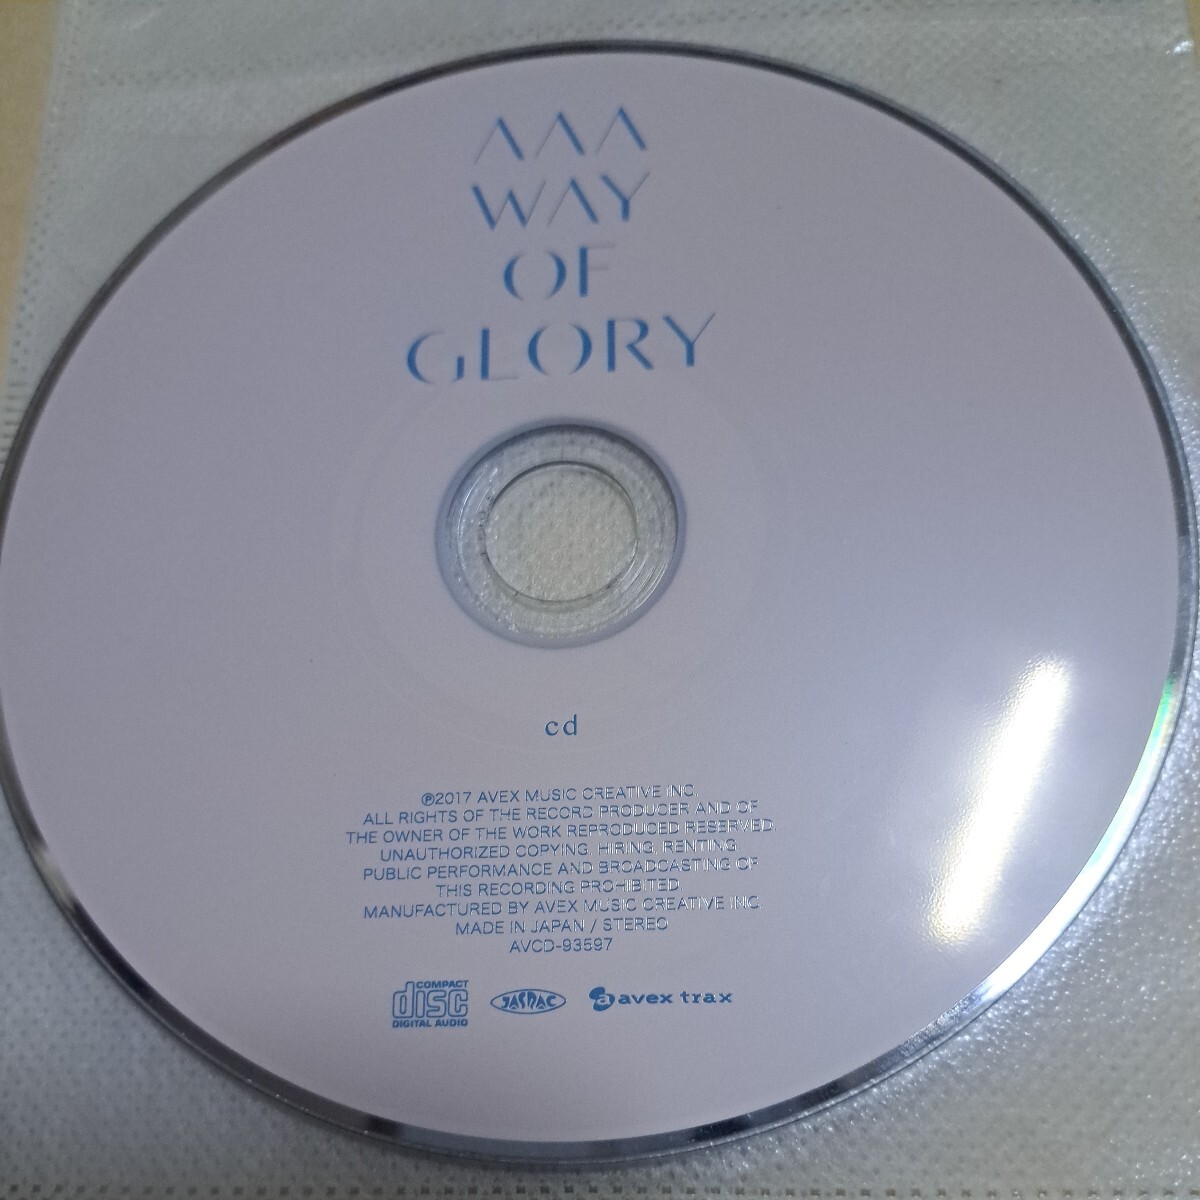 AAA
WAY
OF
GLORY
cd
℗2017 AVEX MUSIC CREATIVE INC.
ALL RIGHTS OF THE RECORD PRODUCER AND OF
THE OWNER OF THE WORK REPRODUCED RESERVED.
UNAUTHORIZED COPYING, HIRING, RENTING,
PUBLIC PERFORMANCE AND BROADCASTING OF
THIS RECORDING PROHIBITED.
MANUFACTURED BY AVEX MUSIC CREATIVE INC.
MADE IN JAPAN / STEREO
AVCD-93597
COMPACT
disc
DIGITAL AUDIO
JASRAC
a avex trax